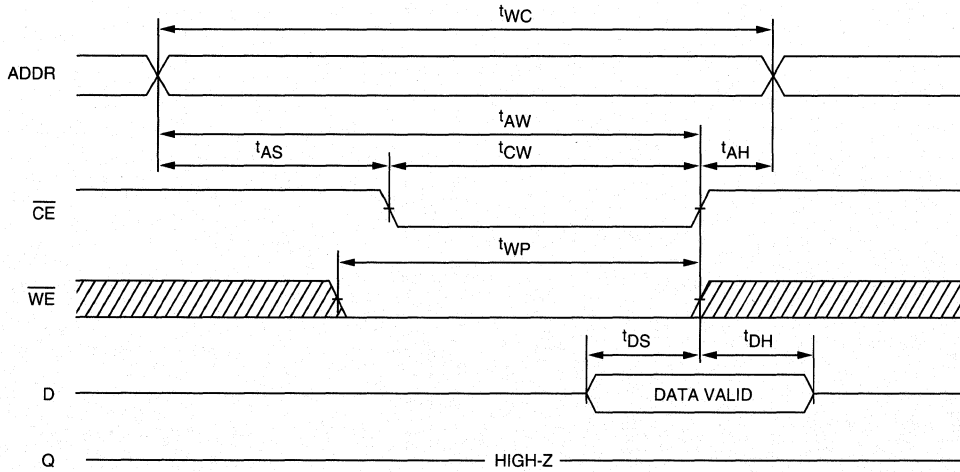 tWC
ADDR
tAW
tAS tCW tAH
CE
tWP
WE
tDS tDH
D DATA VALID
Q HIGH-Z